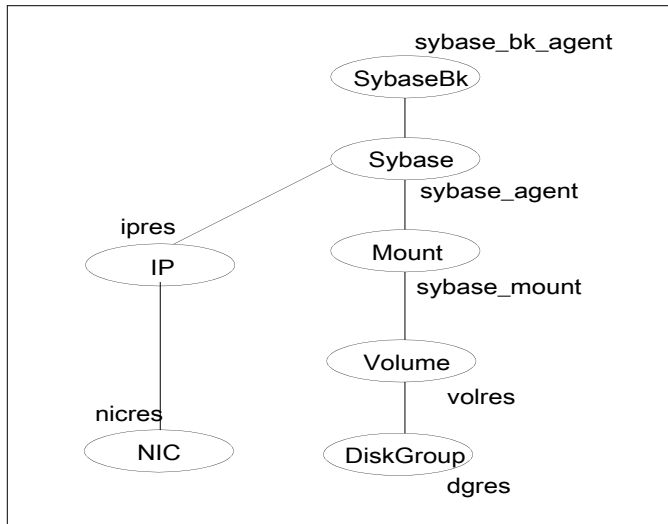 sybase_bk_agent
SybaseBk
Sybase
sybase_agent
ipres
IP
Mount
sybase_mount
Volume
volres
nicres
NIC
DiskGroup
dgres